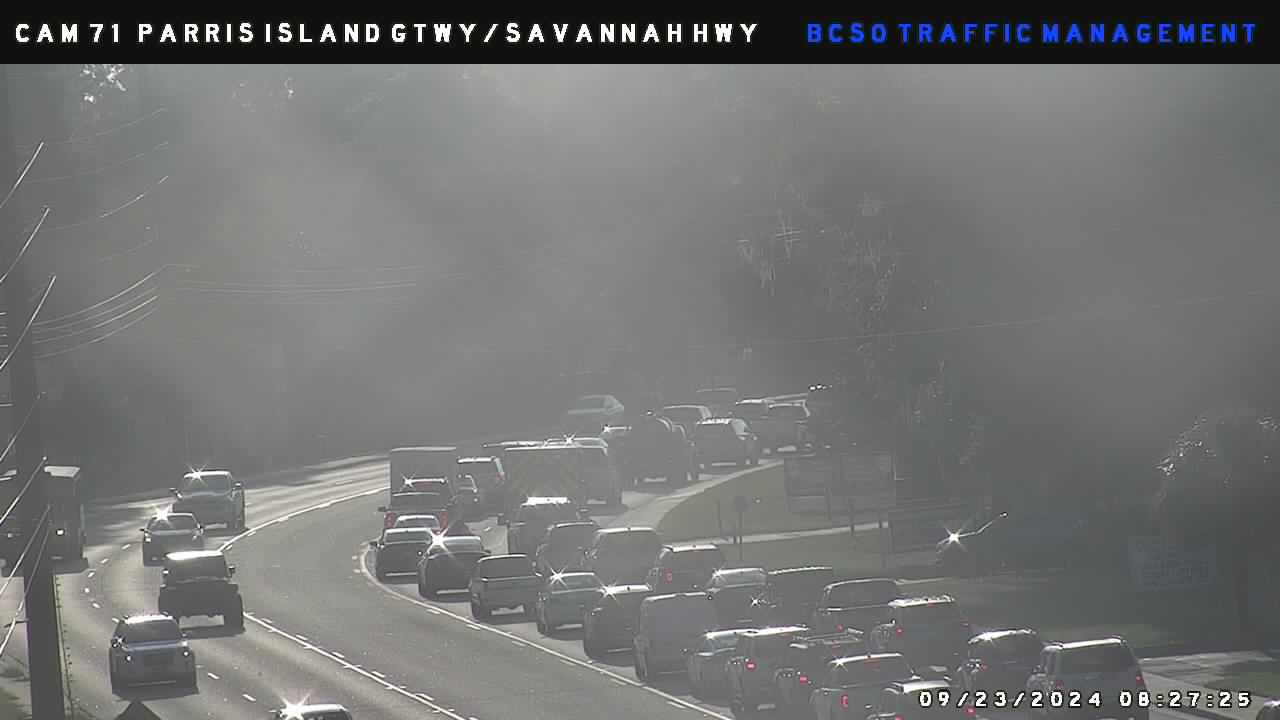 CAM 71 PARRIS ISLAND GTWY/SAVANNAH HWY BCSO TRAFFIC MANAGEMENT
09/23/2024 08:27:25